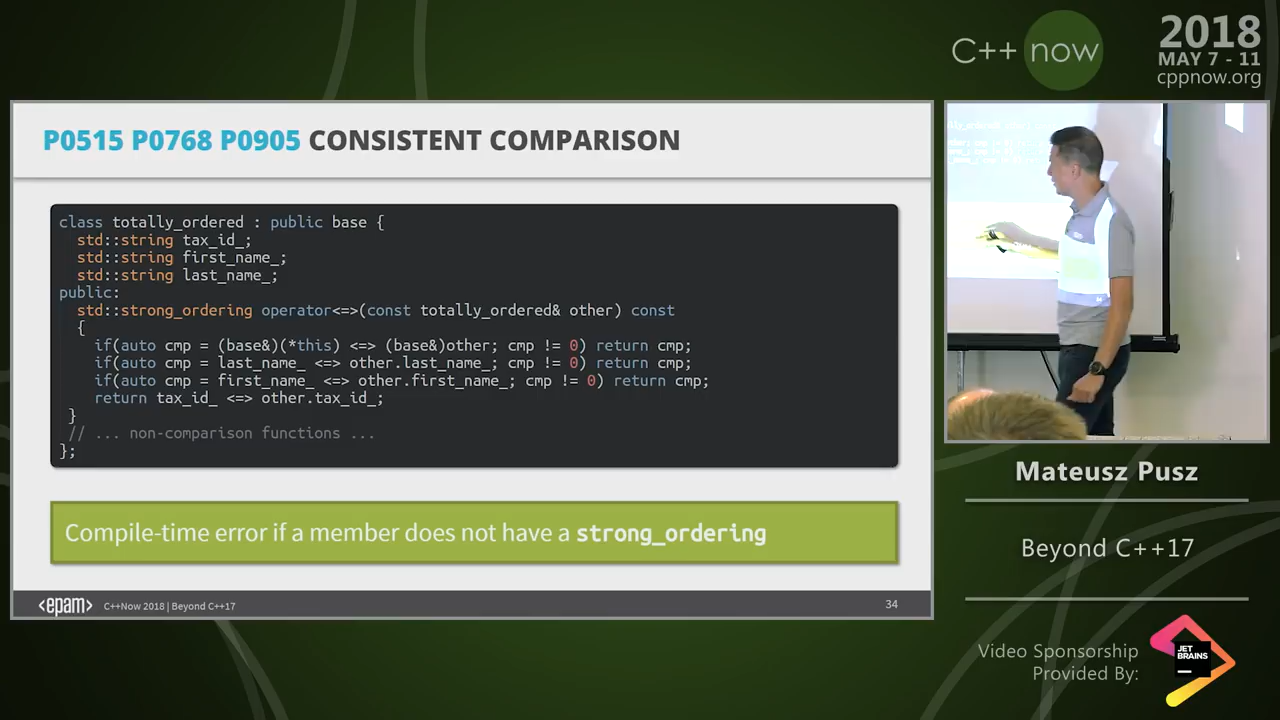 C++ now
2018
MAY 7 - 11
cppnow.org
P0515 P0768 P0905 CONSISTENT COMPARISON
class totally_ordered : public base {
std::string tax_id_;
std::string first_name_;
std::string last_name_;
public:
std::strong_ordering operator<=>(const totally_ordered& other) const
{
if(auto cmp = (base&)(*this) <=> (base&)other; cmp != 0) return cmp;
if(auto cmp = last_name_ <=> other.last_name_; cmp != 0) return cmp;
if(auto cmp = first_name_ <=> other.first_name_; cmp != 0) return cmp;
return tax_id_ <=> other.tax_id_;
}
// ... non-comparison functions ...
};
Compile-time error if a member does not have a strong_ordering
<epam> C++Now 2018 | Beyond C++17
34
Mateusz Pusz
Beyond C++17
Video Sponsorship
Provided By:
JET
BRAINS